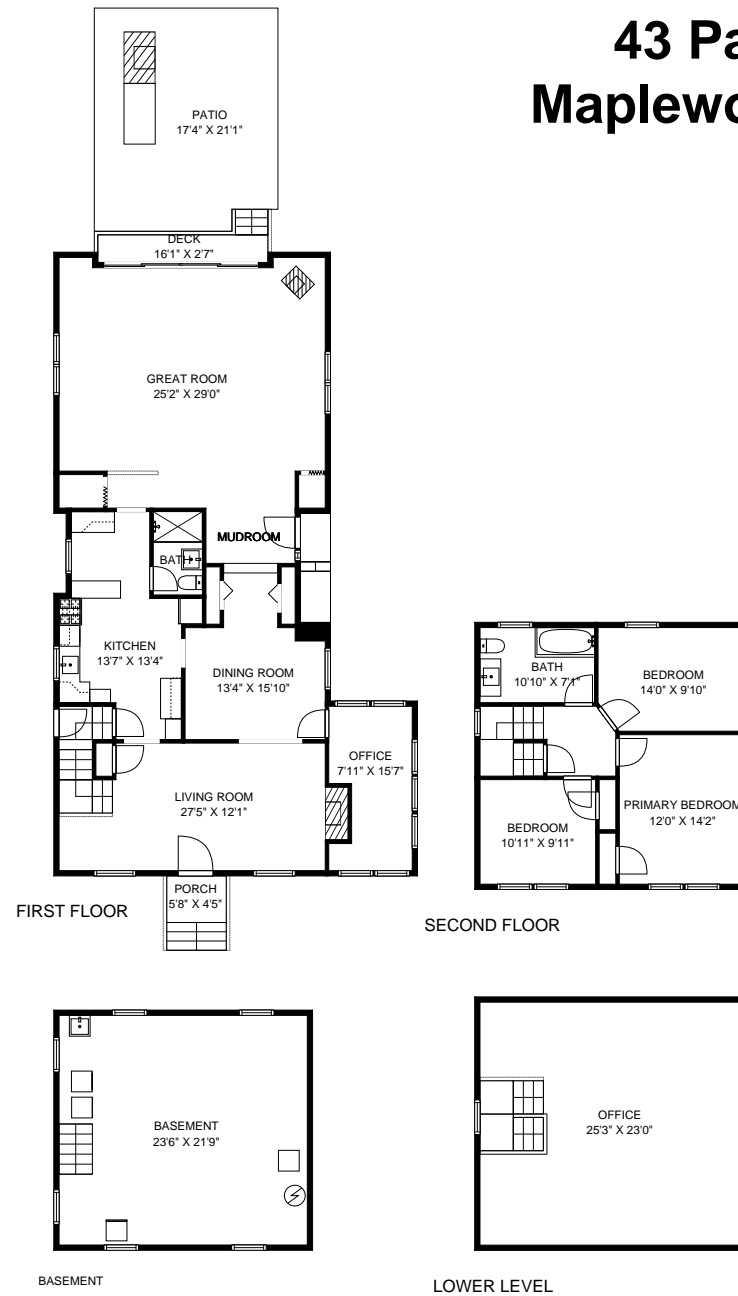 43 Pa
Maplewo
PATIO
17'4" X 21'1"
DECK
16'1" X 2'7"
GREAT ROOM
25'2" X 29'0"
MUDROOM
BATH
KITCHEN
13'7" X 13'4"
DINING ROOM
13'4" X 15'10"
OFFICE
7'11" X 15'7"
LIVING ROOM
27'5" X 12'1"
PORCH
5'8" X 4'5"
FIRST FLOOR
BATH
10'10" X 7'1"
BEDROOM
14'0" X 9'10"
PRIMARY BEDROOM
12'0" X 14'2"
BEDROOM
10'11" X 9'11"
SECOND FLOOR
BASEMENT
23'6" X 21'9"
BASEMENT
OFFICE
25'3" X 23'0"
LOWER LEVEL